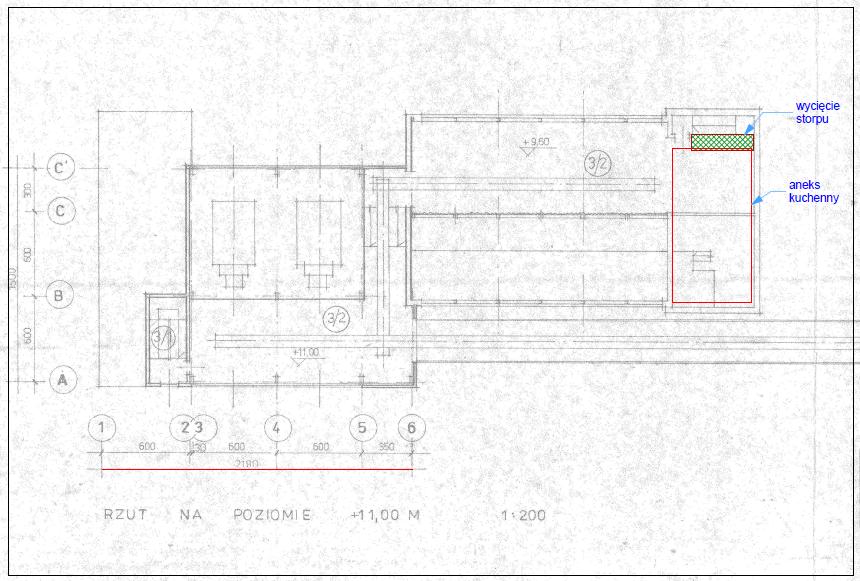 wycięcie
storpu
aneks
kuchenny
+9,60
3/2
C'
C
B
A
300
600
600
3/2
3/1
+11,00
1
2
3
4
5
6
600
30
600
600
350
2180
RZUT NA POZIOMIE +11,00 M 1:200